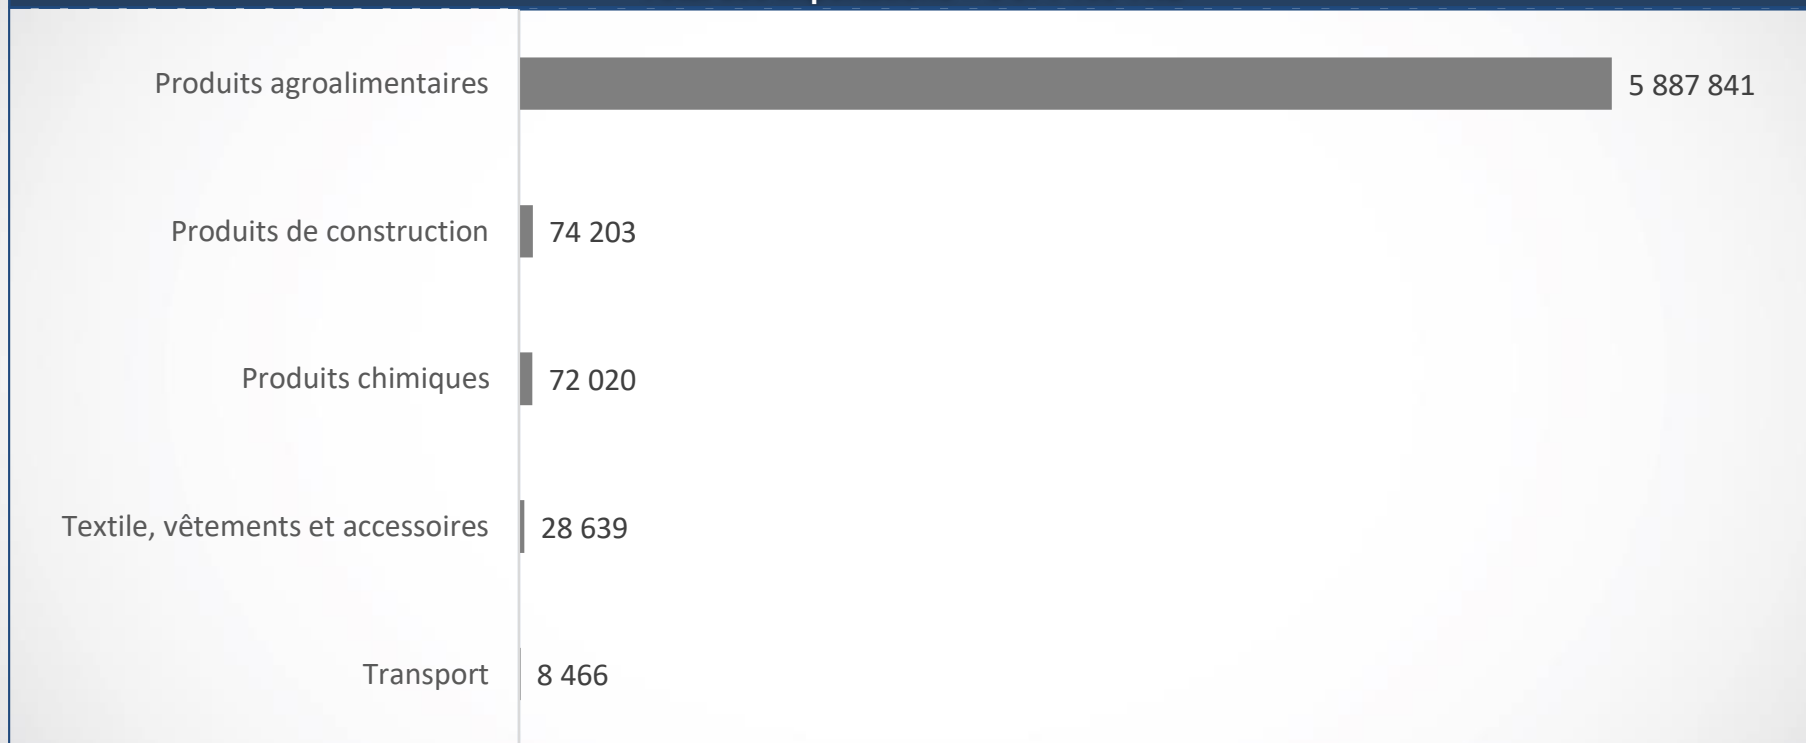 Produits agroalimentaires 5 887 841
Produits de construction 74 203
Produits chimiques 72 020
Textile, vêtements et accessoires 28 639
Transport 8 466